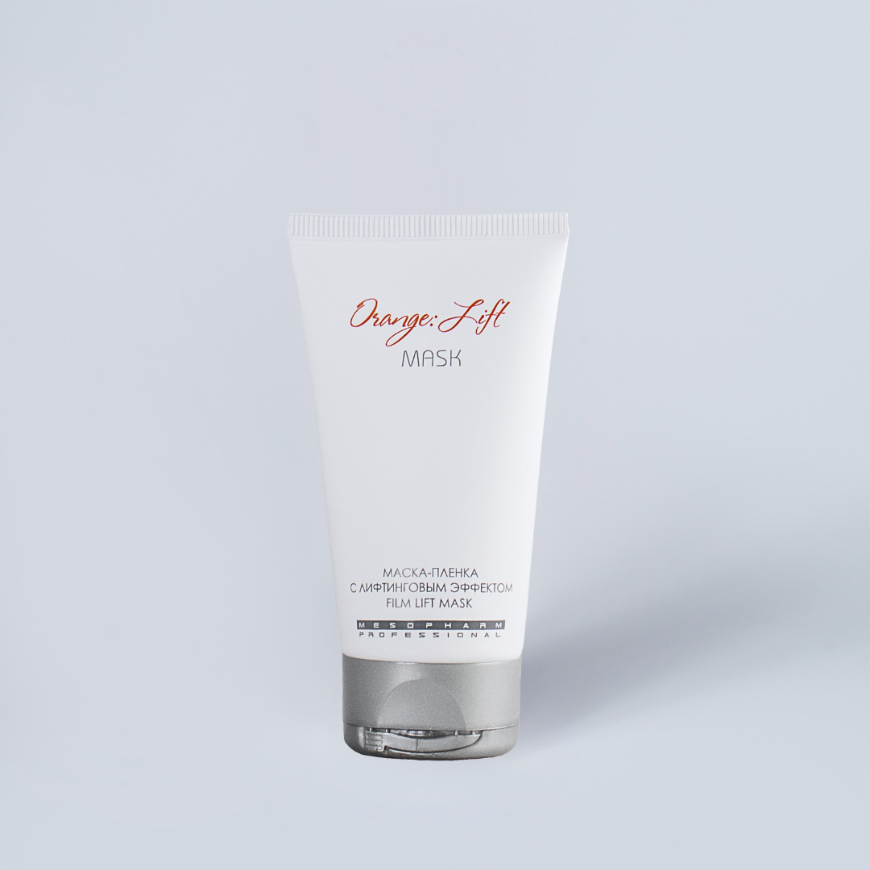 Orange: Lift
MASK
МАСКА-ПЛЕНКА
С ЛИФТИНГОВЫМ ЭФФЕКТОМ
FILM LIFT MASK
MESOPHARM
PROFESSIONAL